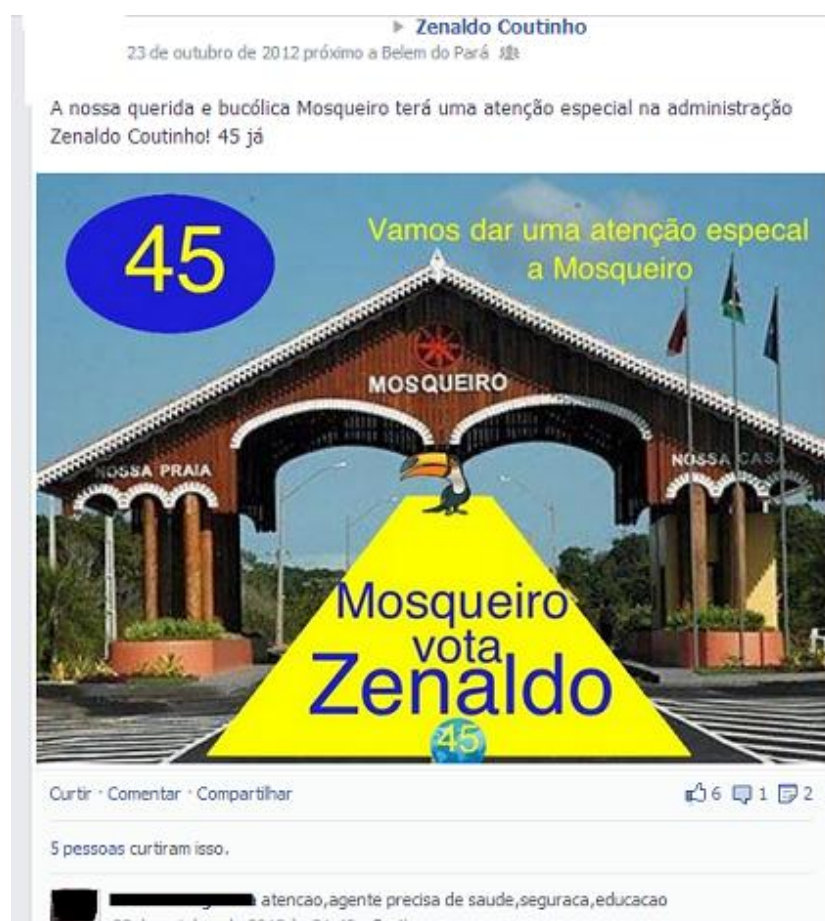 Zenaldo Coutinho
23 de outubro de 2012 próximo a Belem do Pará
A nossa querida e bucólica Mosqueiro terá uma atenção especial na administração
Zenaldo Coutinho! 45 já
45
Vamos dar uma atenção especal
a Mosqueiro
MOSQUEIRO
NOSSA PRAIA
NOSSA CASA
Mosqueiro
vota
Zenaldo
45
Curtir · Comentar · Compartilhar
6 1 2
5 pessoas curtiram isso.
atencao,agente precisa de saude,seguraca,educacao